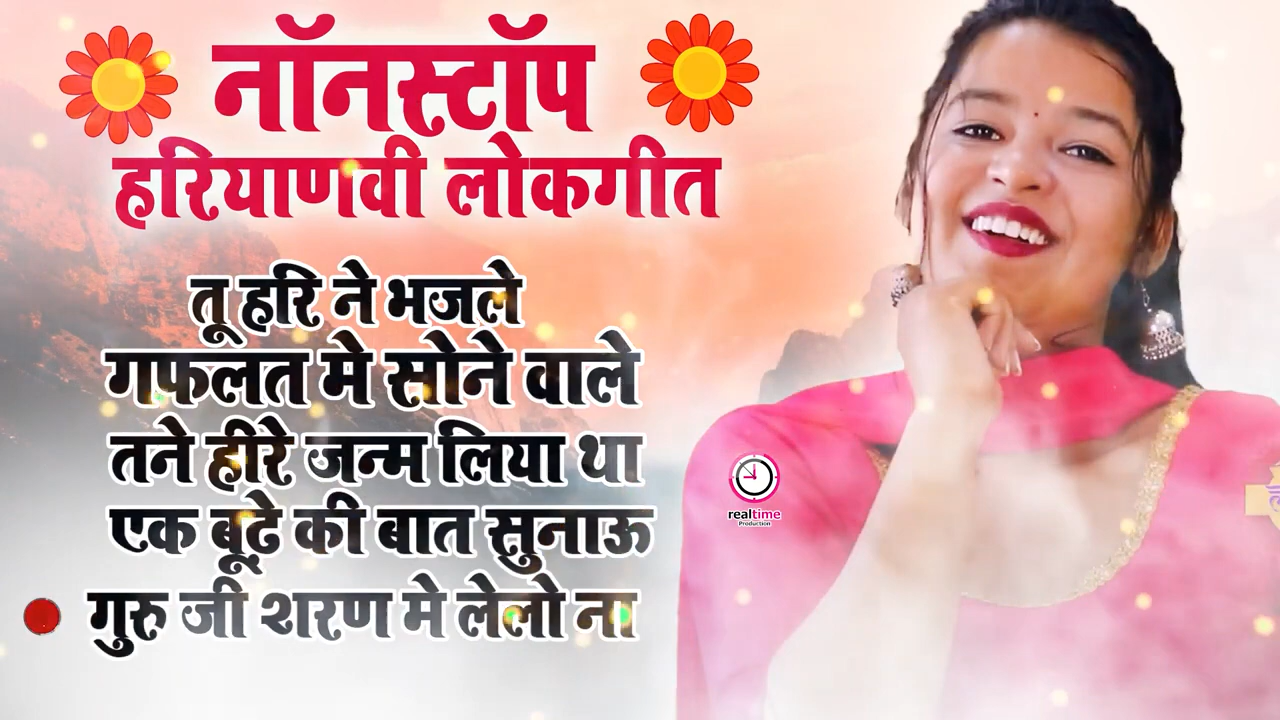 नॉनस्टॉप
हरियाणवी लोकगीत
तू हरि ने भजले
गफलत मे सोने वाले
तने हीरे जन्म लिया था
एक बूढ़े की बात सुनाऊ
गुरु जी शरण मे लेलो ना
realtime
Production